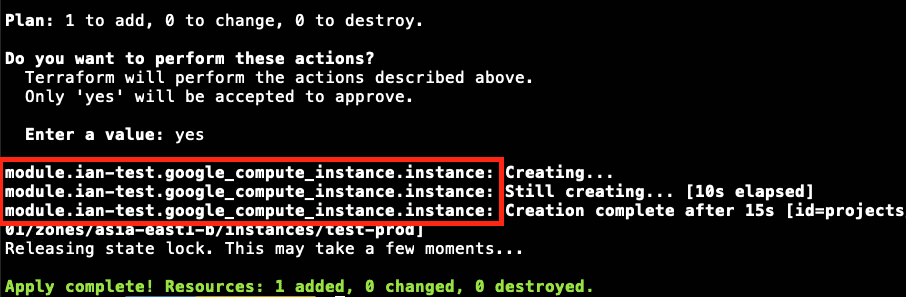 Plan: 1 to add, 0 to change, 0 to destroy.
Do you want to perform these actions?
Terraform will perform the actions described above.
Only 'yes' will be accepted to approve.
Enter a value: yes
module.ian-test.google_compute_instance.instance: Creating...
module.ian-test.google_compute_instance.instance: Still creating... [10s elapsed]
module.ian-test.google_compute_instance.instance: Creation complete after 15s [id=projects
01/zones/asia-east1-b/instances/test-prod]
Releasing state lock. This may take a few moments...
Apply complete! Resources: 1 added, 0 changed, 0 destroyed.